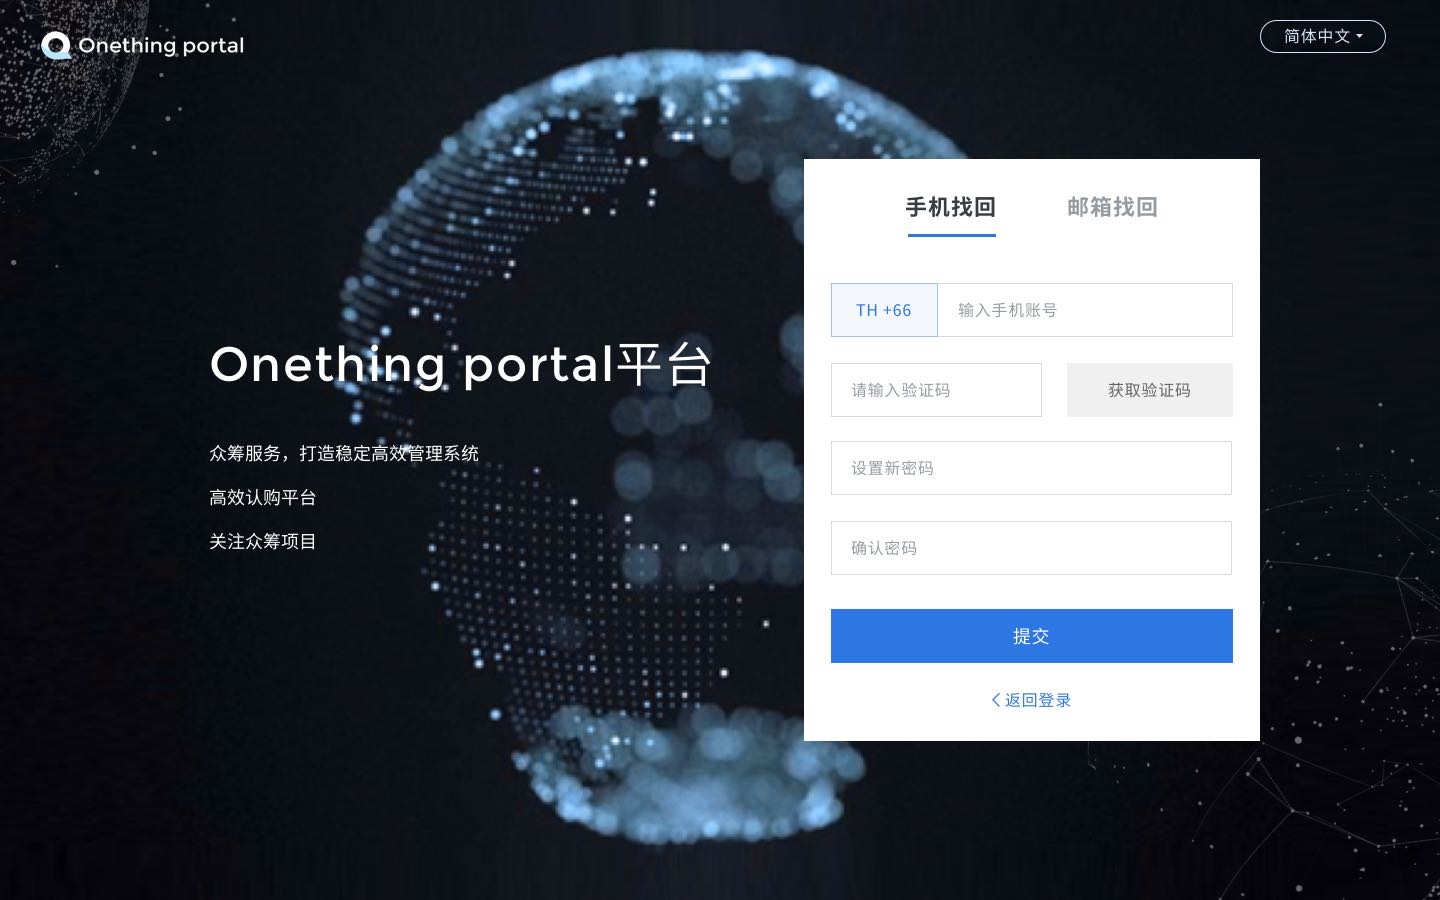 Onething portal
简体中文
手机找回 邮箱找回
TH +66 输入手机账号
请输入验证码 获取验证码
设置新密码
确认密码
提交
返回登录
Onething portal平台
众筹服务，打造稳定高效管理系统
高效认购平台
关注众筹项目